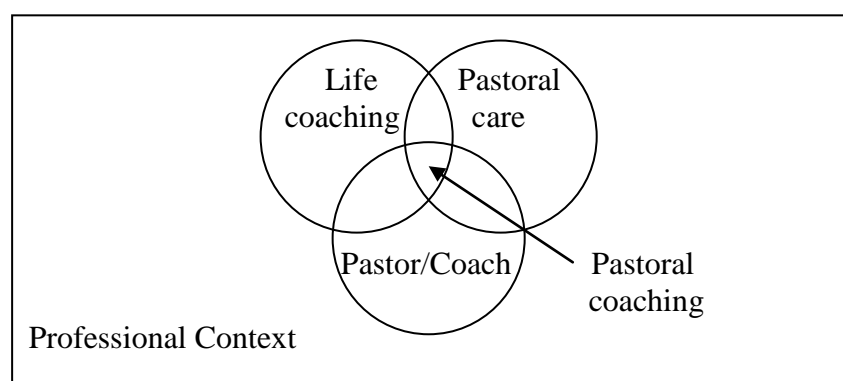 Life
coaching
Pastoral
care
Pastor/Coach
Pastoral
coaching
Professional Context